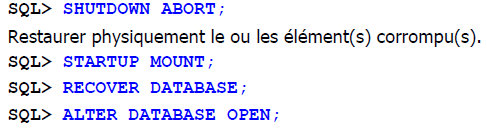 SQL> SHUTDOWN ABORT;
Restaurer physiquement le ou les élément(s) corrompu(s).
SQL> STARTUP MOUNT;
SQL> RECOVER DATABASE;
SQL> ALTER DATABASE OPEN;